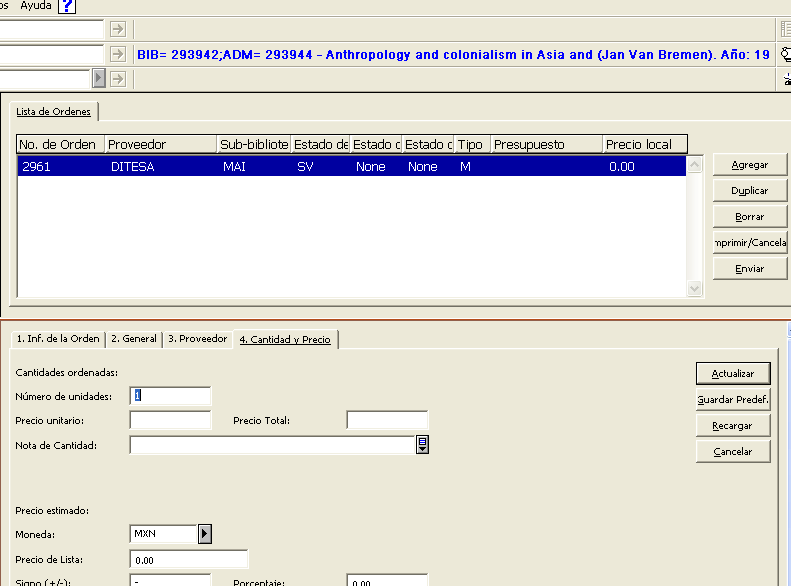 os Ayuda ?
BIB= 293942;ADM= 293944 - Anthropology and colonialism in Asia and (Jan Van Bremen). Año: 19
Lista de Ordenes
No. de Orden Proveedor Sub-bibliote Estado de Estado c Estado c Tipo Presupuesto Precio local
2961 DITESA MAI SV None None M 0.00
Agregar
Duplicar
Borrar
mprimir/Cancela
Enviar
1. Inf. de la Orden 2. General 3. Proveedor 4. Cantidad y Precio
Cantidades ordenadas:
Actualizar
Número de unidades: 1
Guardar Predef.
Precio unitario: Precio Total:
Recargar
Nota de Cantidad:
Cancelar
Precio estimado:
Moneda: MXN
Precio de Lista: 0.00
Signo (+/-): - Porcentaje: 0.00